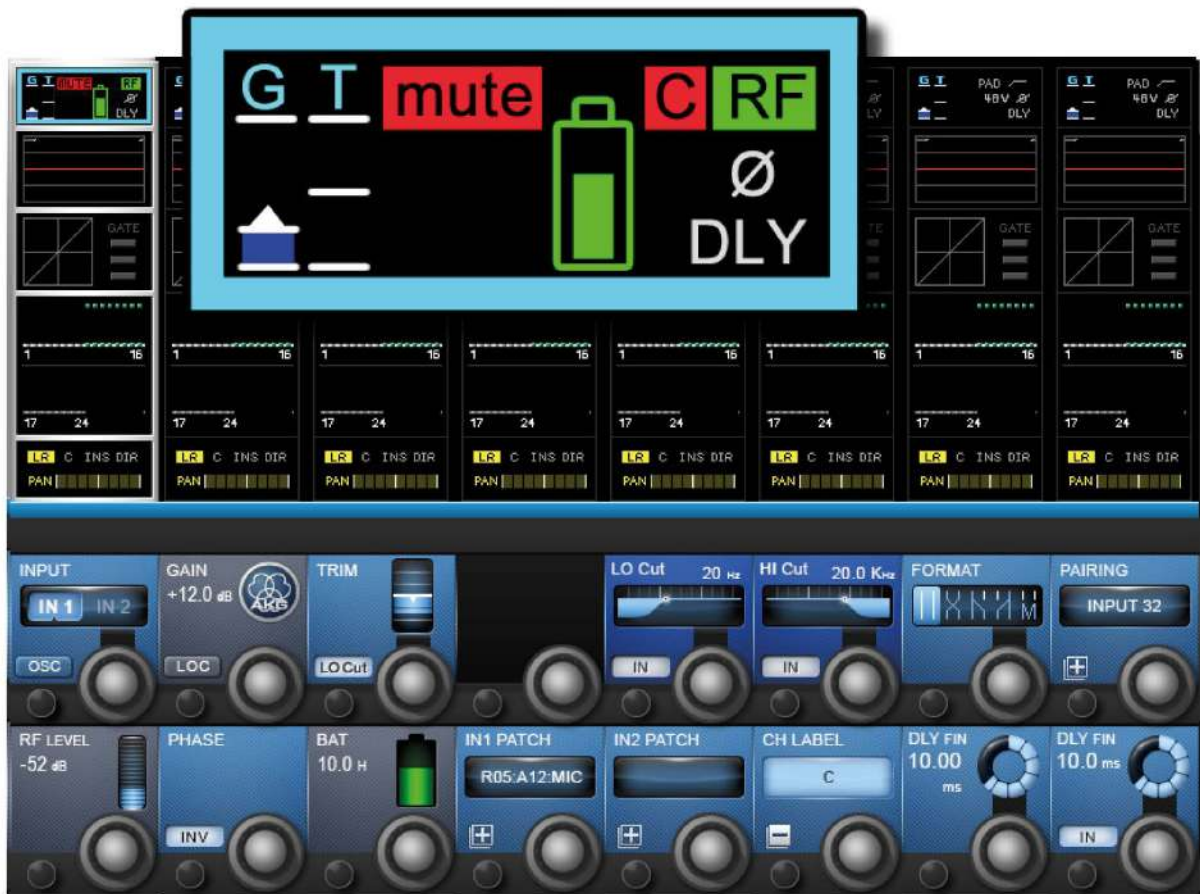 G T mute C RF
Ø
DLY
G T MUTE RF
Ø
DLY
G T PAD
48V Ø
DLY
G T PAD
48V Ø
DLY
GATE
GATE
GATE
1 16
1 16
1 16
1 16
1 16
1 16
1 16
1 16
17 24
17 24
17 24
17 24
17 24
17 24
17 24
17 24
LR C INS DIR
LR C INS DIR
LR C INS DIR
LR C INS DIR
LR C INS DIR
LR C INS DIR
LR C INS DIR
LR C INS DIR
PAN
PAN
PAN
PAN
PAN
PAN
PAN
PAN
INPUT
IN 1 IN 2
OSC
GAIN
+12.0 dB
AKG
LOC
TRIM
LO Cut
LO Cut 20 Hz
IN
HI Cut 20.0 KHz
IN
FORMAT
M
PAIRING
INPUT 32
RF LEVEL
-52 dB
PHASE
INV
BAT
10.0 H
IN1 PATCH
R05:A12:MIC
IN2 PATCH
CH LABEL
C
DLY FIN
10.00
ms
DLY FIN
10.0 ms
IN